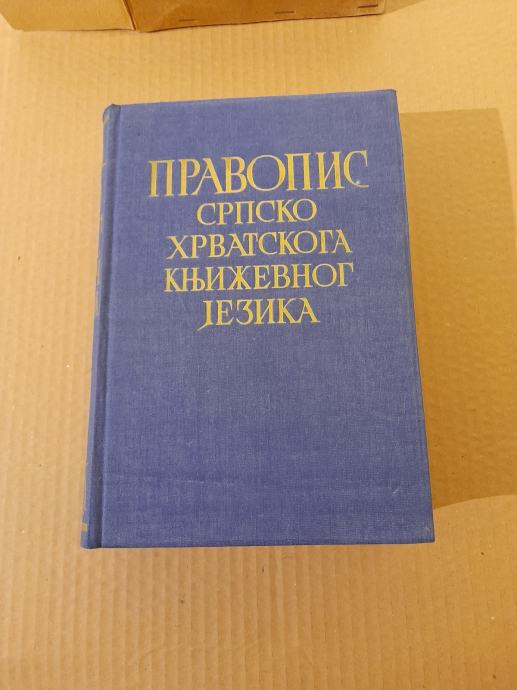 ПРАВОПИС
СРПСКО
ХРВАТСКОГА
КЊИЖЕВНОГ
ЈЕЗИКА